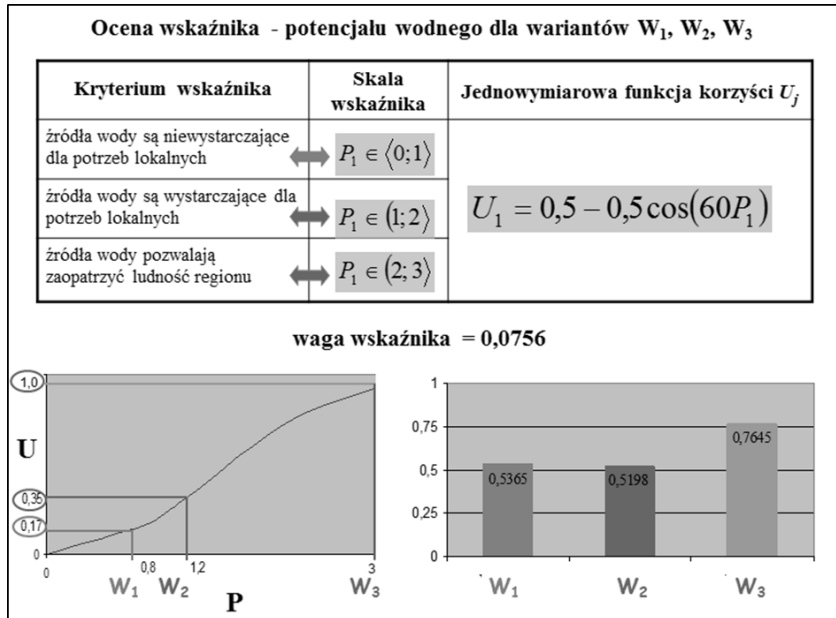 Ocena wskaźnika - potencjału wodnego dla wariantów W₁, W₂, W₃
Kryterium wskaźnika
Skala
wskaźnika
Jednowymiarowa funkcja korzyści Uⱼ
źródła wody są niewystarczające
dla potrzeb lokalnych
P₁ ∈ ⟨0;1⟩
źródła wody są wystarczające dla
potrzeb lokalnych
P₁ ∈ (1;2⟩
źródła wody pozwalają
zaopatrzyć ludność regionu
P₁ ∈ (2;3⟩
U₁ = 0,5 – 0,5cos(60P₁)
waga wskaźnika = 0,0756
1,0
U
0,35
0,17
0
0
0,8
1,2
3
W₁
W₂
W₃
P
1
0,75
0,5
0,25
0
0,5365
0,5198
0,7645
W₁
W₂
W₃